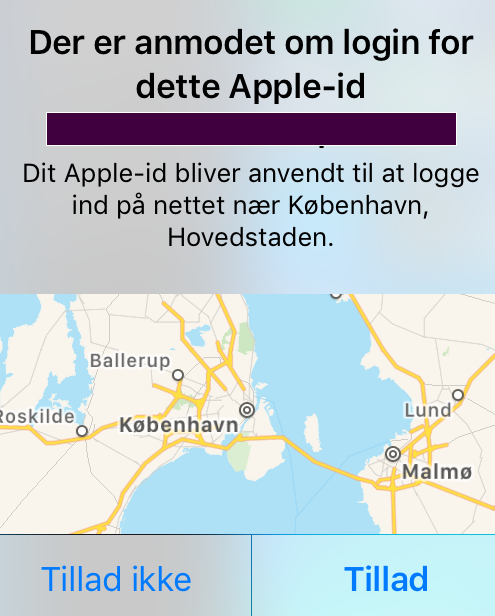 Der er anmodet om login for
dette Apple-id
Dit Apple-id bliver anvendt til at logge
ind på nettet nær København,
Hovedstaden.
Ballerup
Roskilde
København
Lund
Malmø
Tillad ikke
Tillad